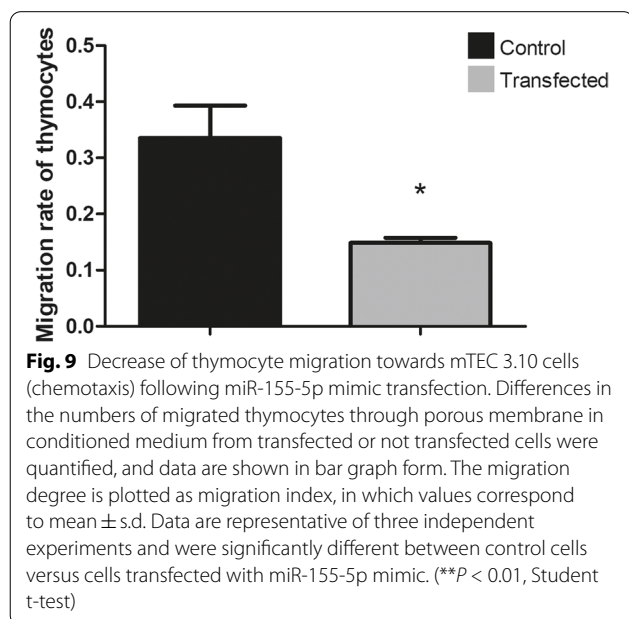 Migration rate of thymocytes
0.5
0.4
0.3
0.2
0.1
0.0
Control
Transfected
*
Fig. 9 Decrease of thymocyte migration towards mTEC 3.10 cells
(chemotaxis) following miR-155-5p mimic transfection. Differences in
the numbers of migrated thymocytes through porous membrane in
conditioned medium from transfected or not transfected cells were
quantified, and data are shown in bar graph form. The migration
degree is plotted as migration index, in which values correspond
to mean ± s.d. Data are representative of three independent
experiments and were significantly different between control cells
versus cells transfected with miR-155-5p mimic. (**P < 0.01, Student
t-test)